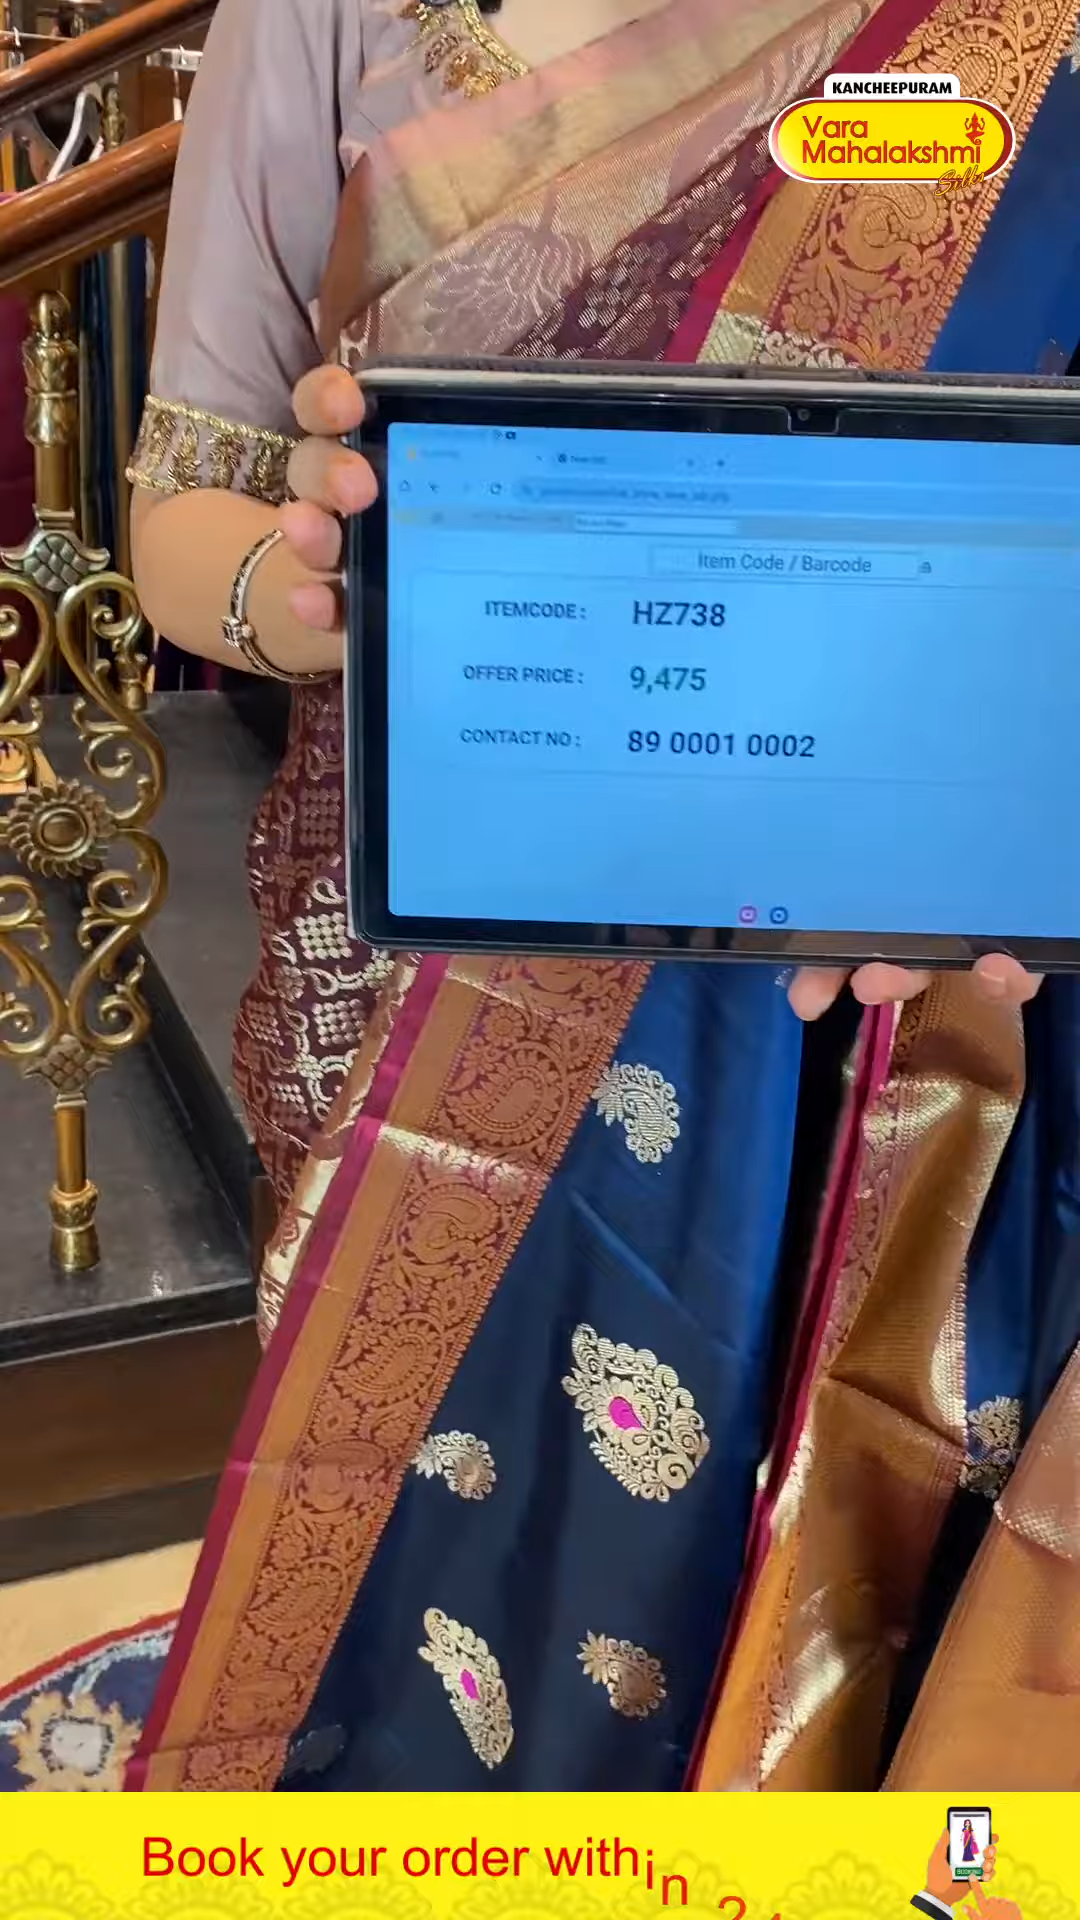 KANCHEEPURAM
Vara
Mahalakshmi
Silks
Item Code / Barcode
ITEMCODE : HZ738
OFFER PRICE : 9,475
CONTACT NO : 89 0001 0002
Book your order within